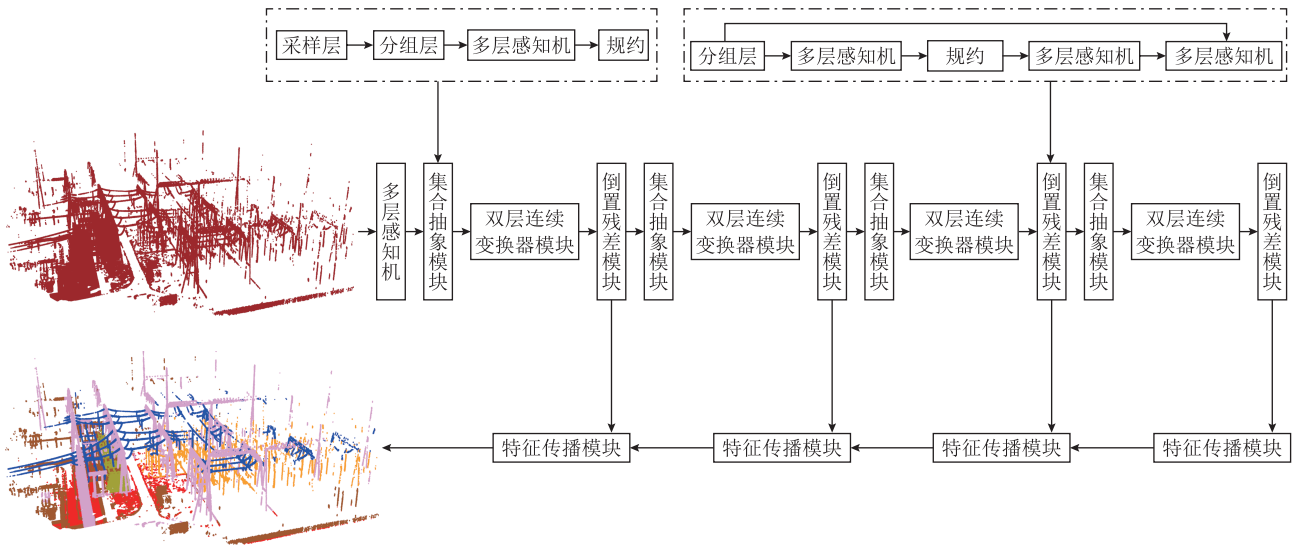 采样层
分组层
多层感知机
规约
分组层
多层感知机
规约
多层感知机
多层感知机
多层感知机
集合抽象模块
双层连续
变换器模块
倒置残差模块
集合抽象模块
双层连续
变换器模块
倒置残差模块
集合抽象模块
双层连续
变换器模块
倒置残差模块
集合抽象模块
双层连续
变换器模块
倒置残差模块
特征传播模块
特征传播模块
特征传播模块
特征传播模块